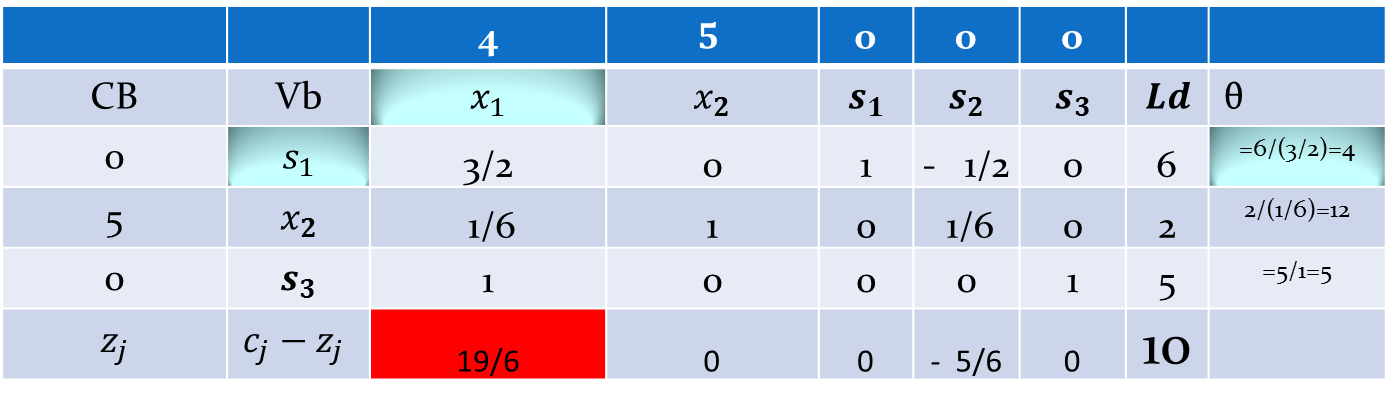 4 5 0 0 0
CB Vb x₁ x₂ s₁ s₂ s₃ Ld θ
0 s₁ 3/2 0 1 - 1/2 0 6 =6/(3/2)=4
5 x₂ 1/6 1 0 1/6 0 2 2/(1/6)=12
0 s₃ 1 0 0 0 1 5 =5/1=5
zⱼ cⱼ − zⱼ 19/6 0 0 - 5/6 0 10